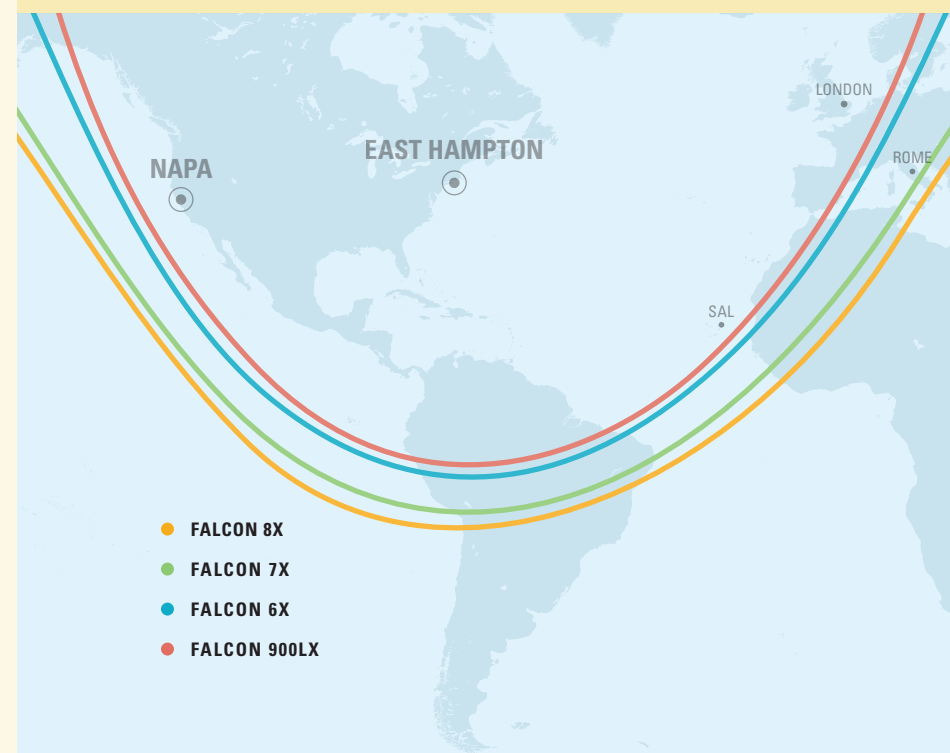 LONDON
EAST HAMPTON
ROME
NAPA
SAL
FALCON 8X
FALCON 7X
FALCON 6X
FALCON 900LX